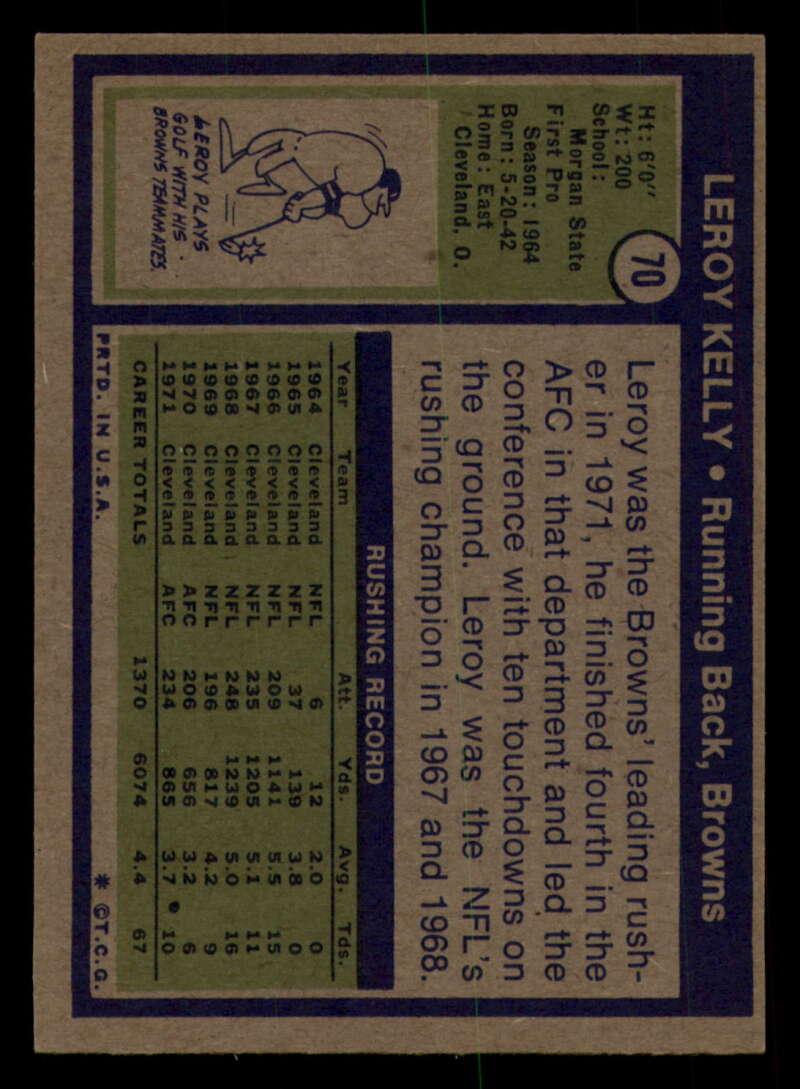 LEROY KELLY • Running Back, Browns
70
Ht: 6'0"
Wt: 200
School:
Morgan State
First Pro
Season: 1964
Born: 5-20-42
Home: East
Cleveland, O.
LEROY PLAYS
GOLF WITH HIS
BROWNS TEAMMATES.
Leroy was the Browns' leading rush-
er in 1971, he finished fourth in the
AFC in that department and led the
conference with ten touchdowns on
the ground. Leroy was the NFL's
rushing champion in 1967 and 1968.
RUSHING RECORD
Year Team Att. Yds. Avg. Tds.
1964 Cleveland NFL 6 12 2.0 0
1965 Cleveland NFL 37 139 3.8 0
1966 Cleveland NFL 209 1141 5.5 15
1967 Cleveland NFL 235 1205 5.1 11
1968 Cleveland NFL 248 1239 5.0 16
1969 Cleveland NFL 196 817 4.2 9
1970 Cleveland AFC 206 656 3.2 6
1971 Cleveland AFC 234 865 3.7 10
CAREER TOTALS 1370 6074 4.4 67
PRTD. IN U.S.A. * ©T.C.G.